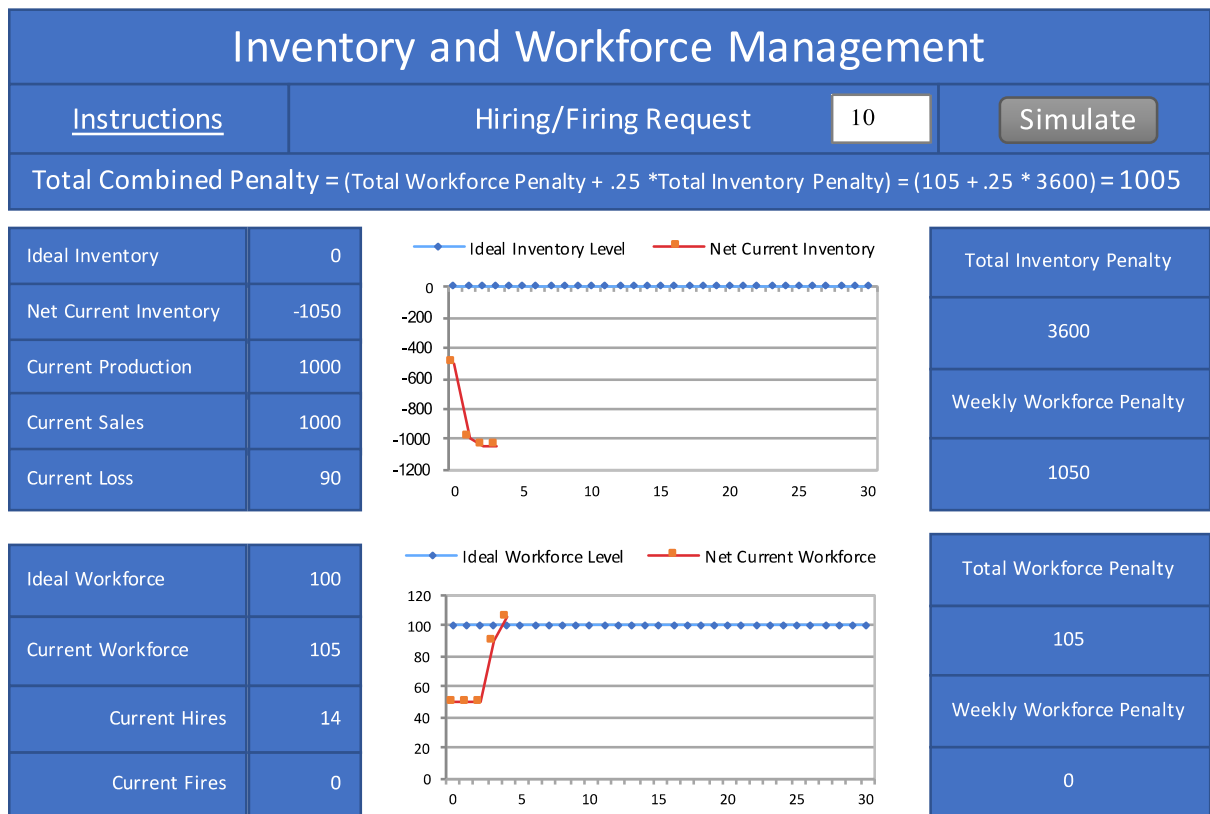 Inventory and Workforce Management
Instructions
Hiring/Firing Request
10
Simulate
Total Combined Penalty = (Total Workforce Penalty + .25 *Total Inventory Penalty) = (105 + .25 * 3600) = 1005
Ideal Inventory 0
Net Current Inventory -1050
Current Production 1000
Current Sales 1000
Current Loss 90
Ideal Inventory Level Net Current Inventory
0
-200
-400
-600
-800
-1000
-1200
0 5 10 15 20 25 30
Total Inventory Penalty
3600
Weekly Workforce Penalty
1050
Ideal Workforce 100
Current Workforce 105
Current Hires 14
Current Fires 0
Ideal Workforce Level Net Current Workforce
120
100
80
60
40
20
0
0 5 10 15 20 25 30
Total Workforce Penalty
105
Weekly Workforce Penalty
0